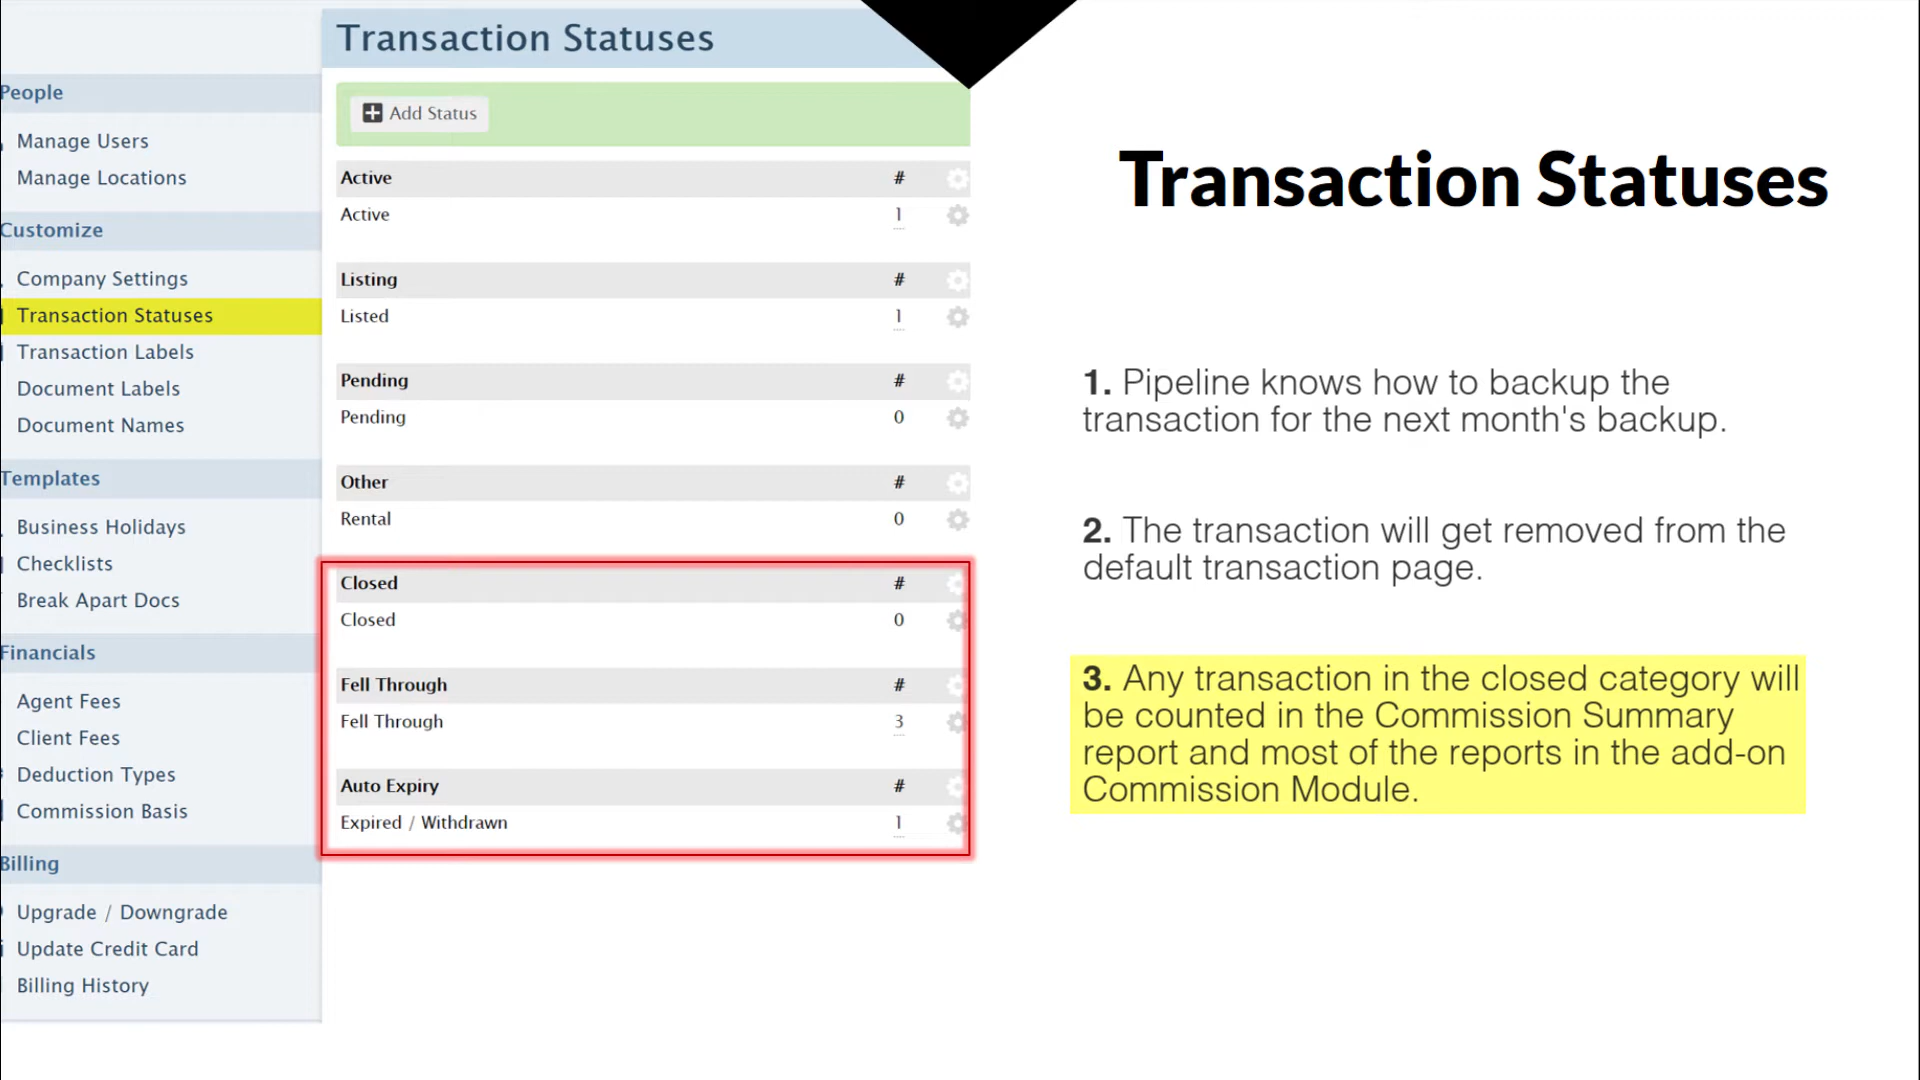 Transaction Statuses
People
Manage Users
Manage Locations
Customize
Company Settings
Transaction Statuses
Transaction Labels
Document Labels
Document Names
Templates
Business Holidays
Checklists
Break Apart Docs
Financials
Agent Fees
Client Fees
Deduction Types
Commission Basis
Billing
Upgrade / Downgrade
Update Credit Card
Billing History
Add Status
Active #
Active 1
Listing #
Listed 1
Pending #
Pending 0
Other #
Rental 0
Closed #
Closed 0
Fell Through #
Fell Through 3
Auto Expiry #
Expired / Withdrawn 1
Transaction Statuses
1. Pipeline knows how to backup the
transaction for the next month's backup.
2. The transaction will get removed from the
default transaction page.
3. Any transaction in the closed category will
be counted in the Commission Summary
report and most of the reports in the add-on
Commission Module.